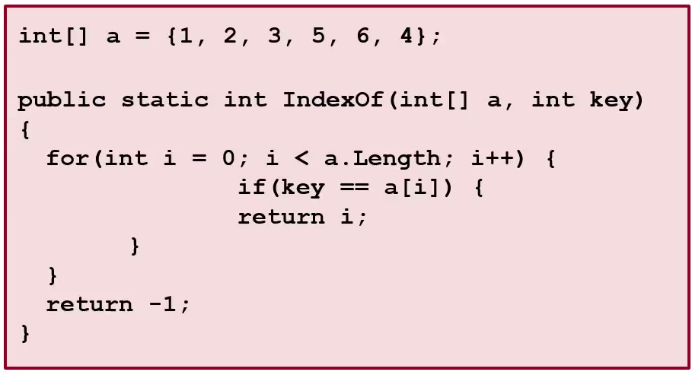 int[] a = {1, 2, 3, 5, 6, 4};
public static int IndexOf(int[] a, int key)
{
for(int i = 0; i < a.Length; i++) {
if(key == a[i]) {
return i;
}
}
return -1;
}